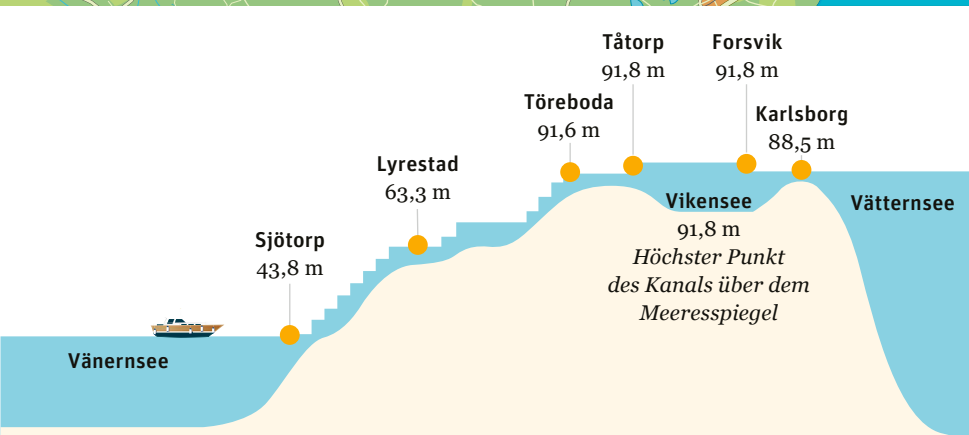 Tåtorp
91,8 m
Forsvik
91,8 m
Töreboda
91,6 m
Karlsborg
88,5 m
Lyrestad
63,3 m
Sjötorp
43,8 m
Vänernsee
Vikensee
91,8 m
Höchster Punkt
des Kanals über dem
Meeresspiegel
Vätternsee